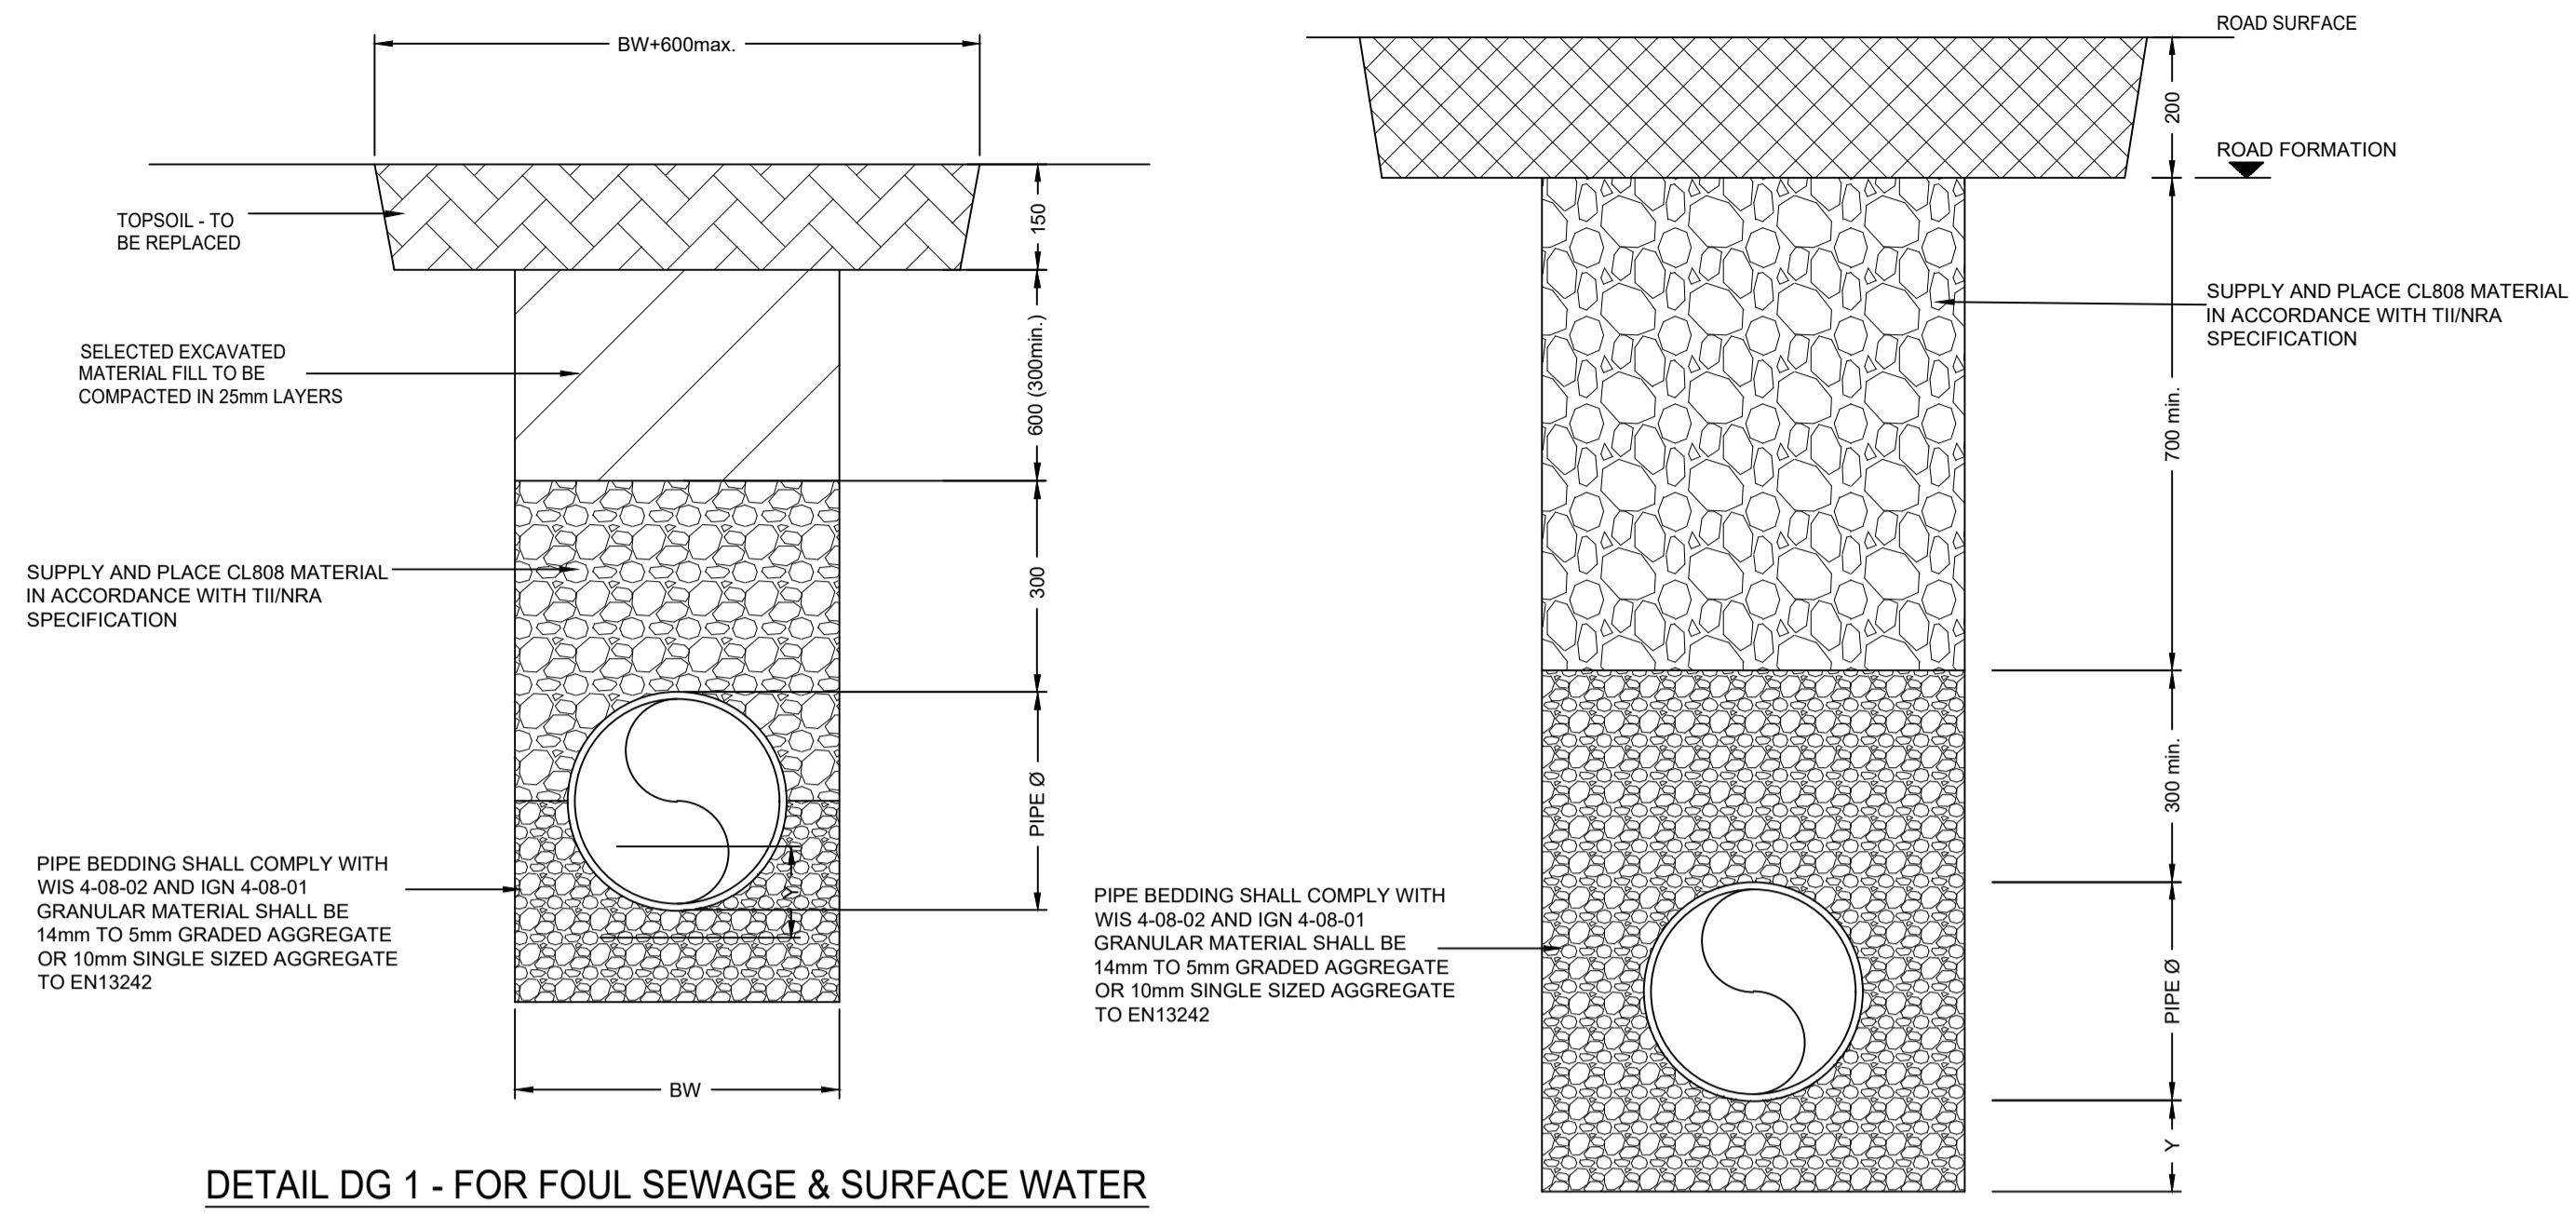 BW+600max.
TOPSOIL - TO
BE REPLACED
150
SELECTED EXCAVATED
MATERIAL FILL TO BE
COMPACTED IN 25mm LAYERS
600 (300min.)
SUPPLY AND PLACE CL808 MATERIAL
IN ACCORDANCE WITH TII/NRA
SPECIFICATION
300
PIPE Ø
PIPE BEDDING SHALL COMPLY WITH
WIS 4-08-02 AND IGN 4-08-01
GRANULAR MATERIAL SHALL BE
14mm TO 5mm GRADED AGGREGATE
OR 10mm SINGLE SIZED AGGREGATE
TO EN13242
Y
BW
DETAIL DG 1 - FOR FOUL SEWAGE & SURFACE WATER
ROAD SURFACE
200
ROAD FORMATION
SUPPLY AND PLACE CL808 MATERIAL
IN ACCORDANCE WITH TII/NRA
SPECIFICATION
700 min.
300 min.
PIPE BEDDING SHALL COMPLY WITH
WIS 4-08-02 AND IGN 4-08-01
GRANULAR MATERIAL SHALL BE
14mm TO 5mm GRADED AGGREGATE
OR 10mm SINGLE SIZED AGGREGATE
TO EN13242
PIPE Ø
Y